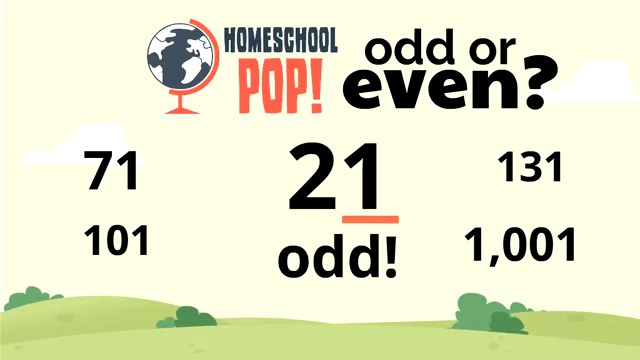 HOMESCHOOL
POP!
odd or
even?
71
21
131
101
odd!
1,001